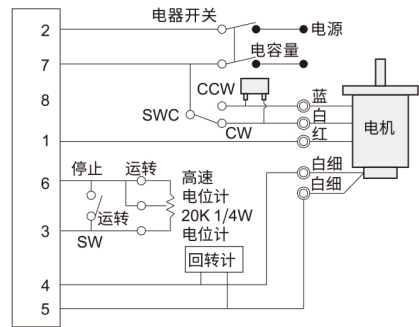 电器开关
2
电源
7
电容量
CCW
8
蓝
SWC
白
电机
CW
1
红
停止
运转
高速
白细
6
电位计
运转
20K 1/4W
白细
3
电位计
SW
回转计
4
5